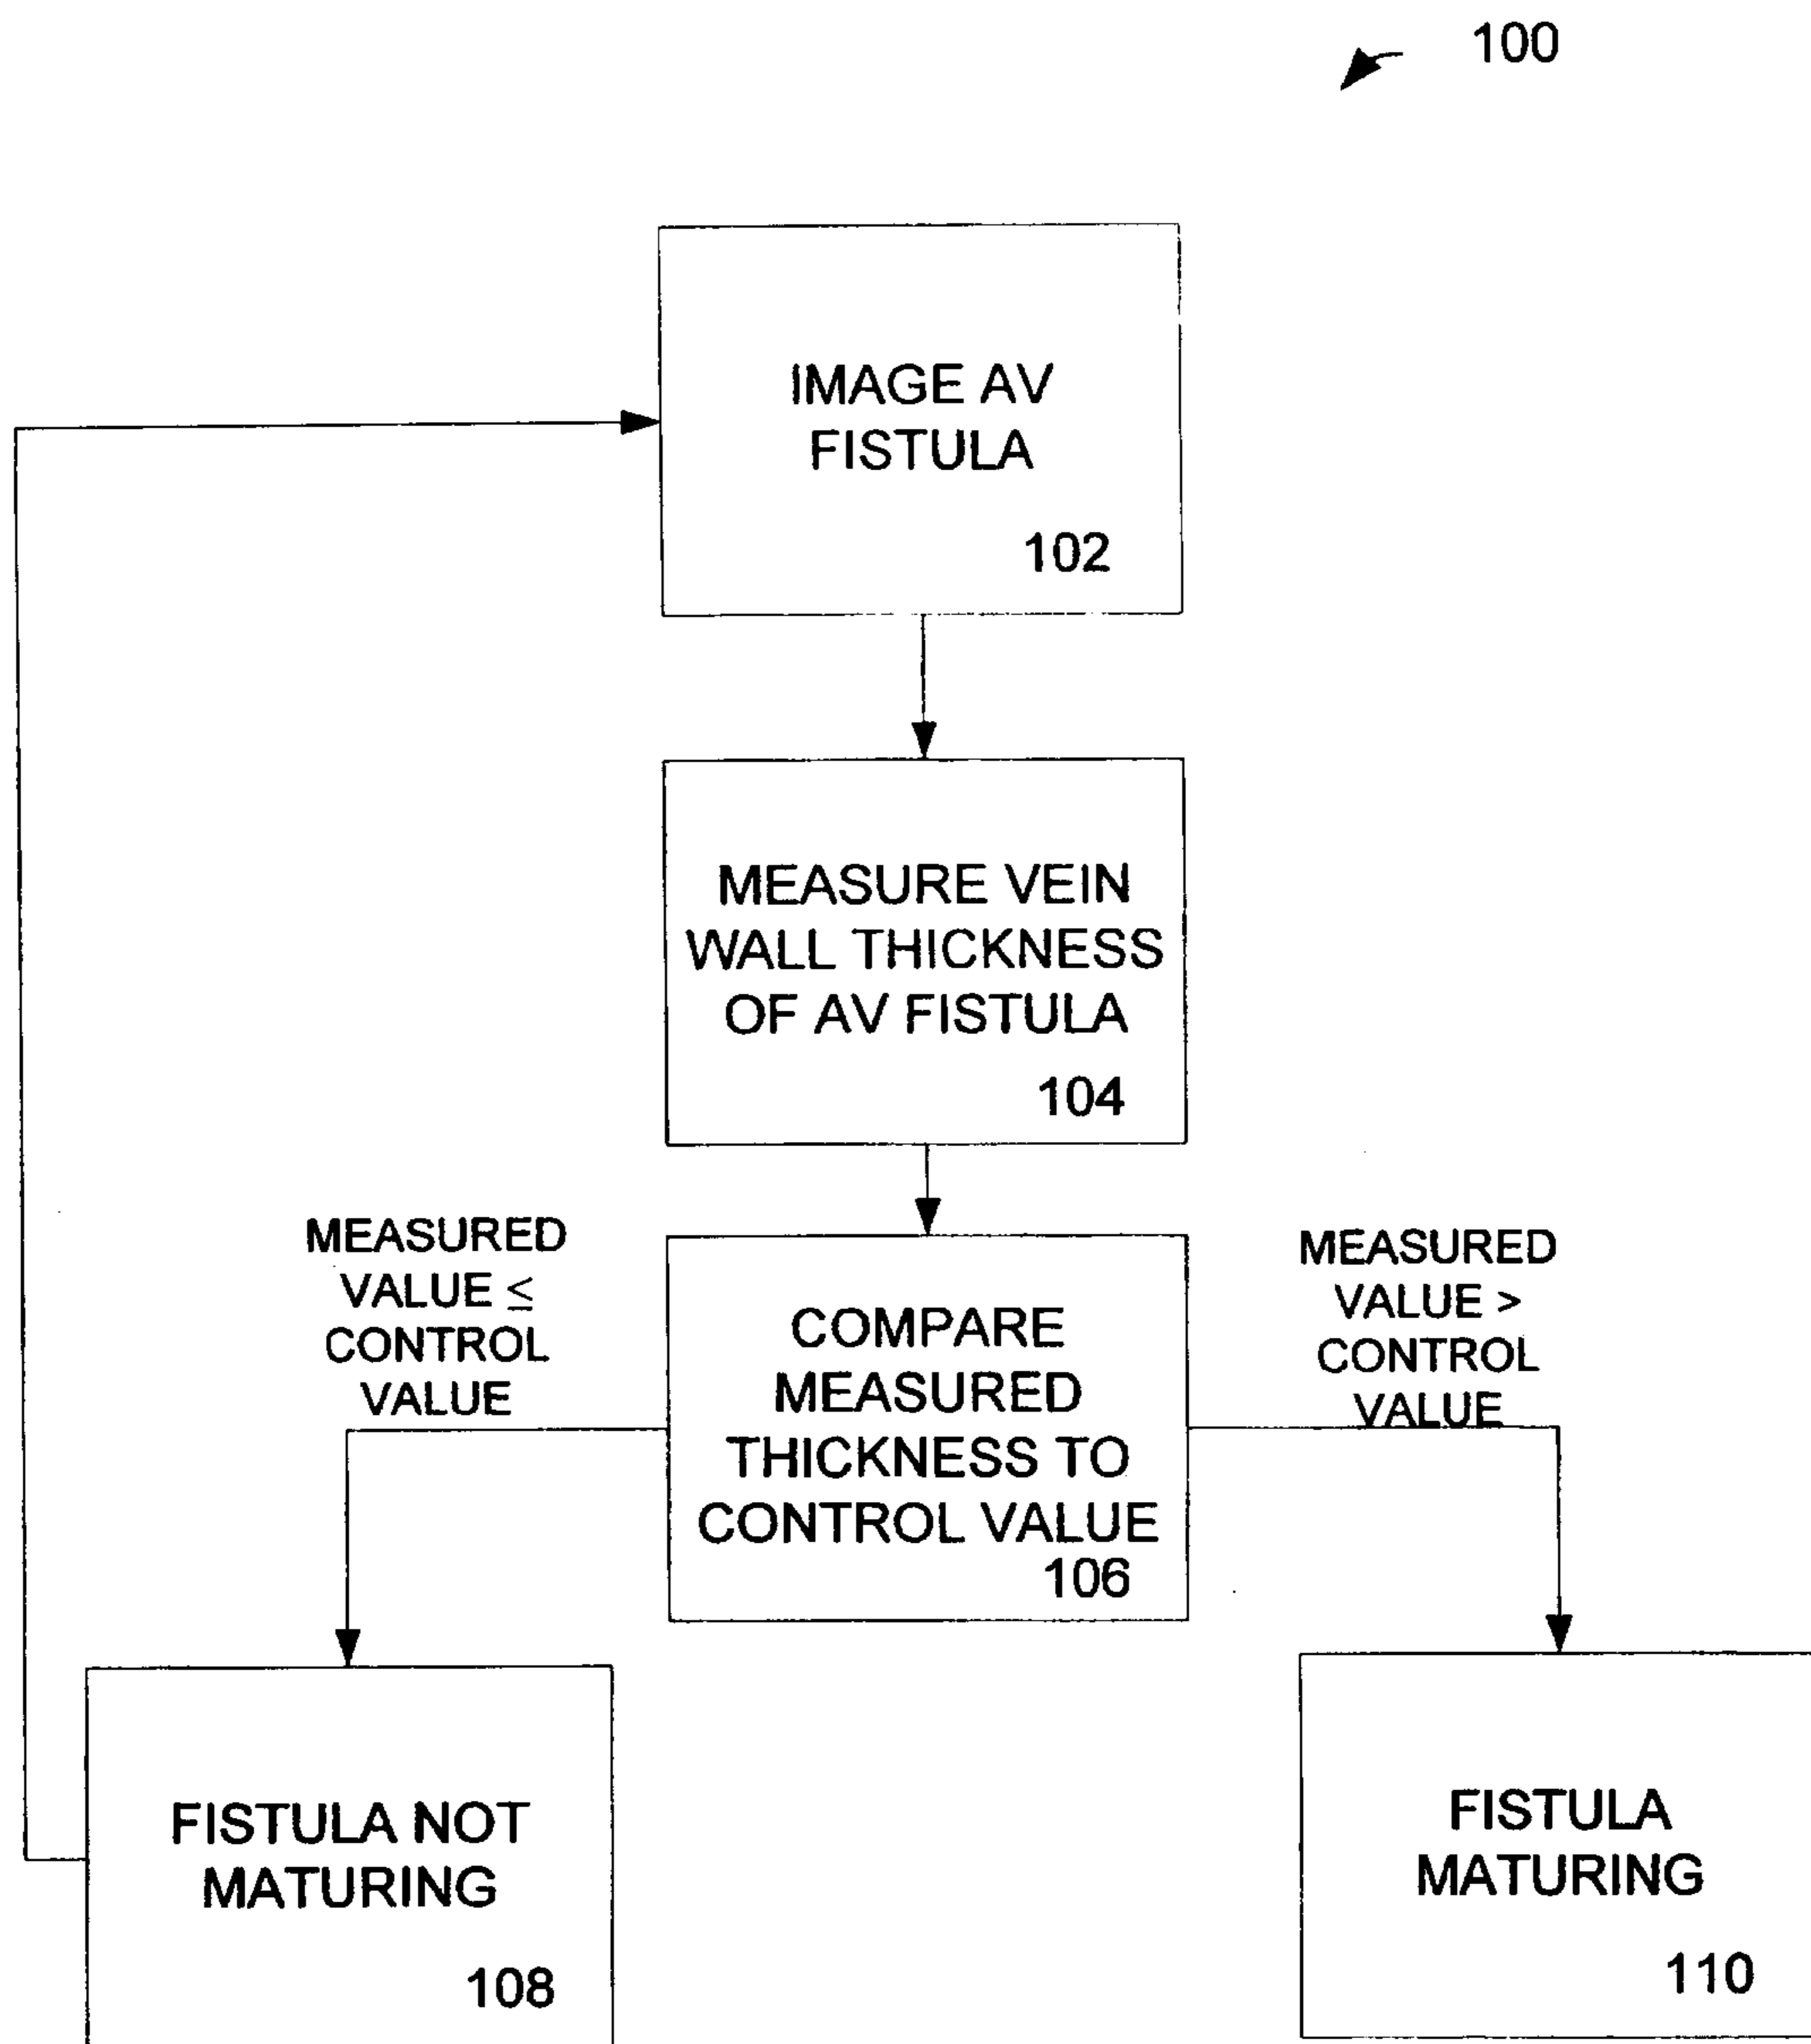 100
IMAGE AV
FISTULA
102
MEASURE VEIN
WALL THICKNESS
OF AV FISTULA
104
MEASURED
VALUE ≤
CONTROL
VALUE
COMPARE
MEASURED
THICKNESS TO
CONTROL VALUE
106
MEASURED
VALUE >
CONTROL
VALUE
FISTULA NOT
MATURING
108
FISTULA
MATURING
110